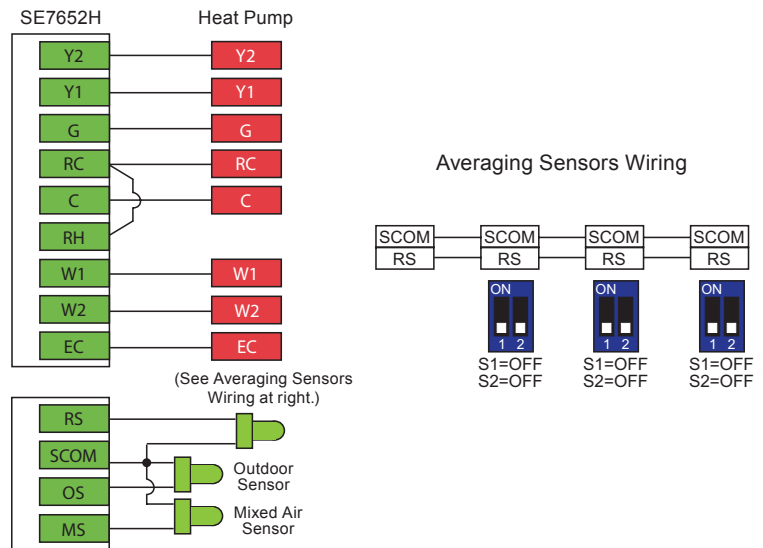 SE7652H Heat Pump
Y2 Y2
Y1 Y1
G G
RC RC
C C
RH
W1 W1
W2 W2
EC EC
(See Averaging Sensors
Wiring at right.)
RS
SCOM
OS
MS
Outdoor
Sensor
Mixed Air
Sensor
Averaging Sensors Wiring
SCOM SCOM SCOM SCOM
RS RS RS RS
ON ON ON
1 2 1 2 1 2
S1=OFF S1=OFF S1=OFF
S2=OFF S2=OFF S2=OFF